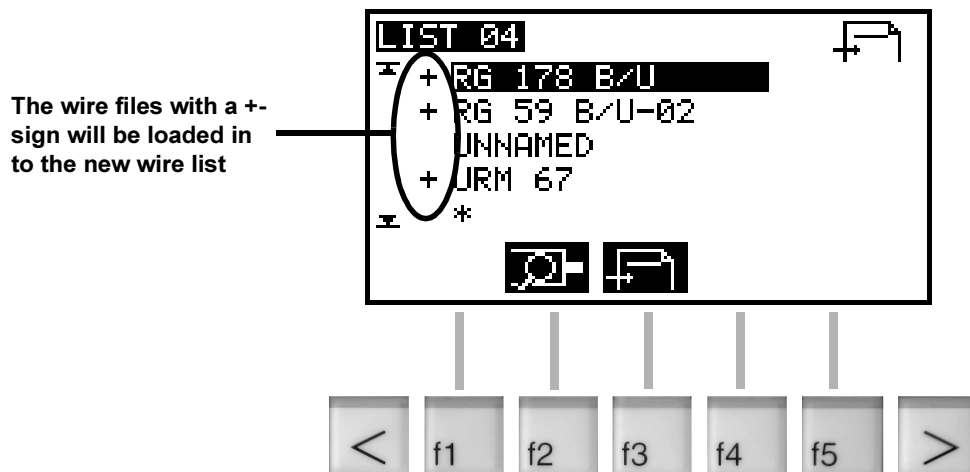 LIST 04
+ RG 178 B/U
+ RG 59 B/U-02
UNNAMED
+ URM 67
*
The wire files with a +-
sign will be loaded in
to the new wire list
< f1 f2 f3 f4 f5 >